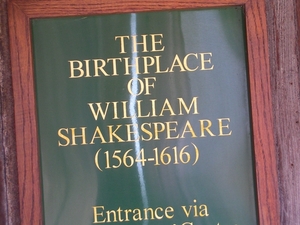 THE
BIRTHPLACE
OF
WILLIAM
SHAKESPEARE
(1564-1616)
Entrance via